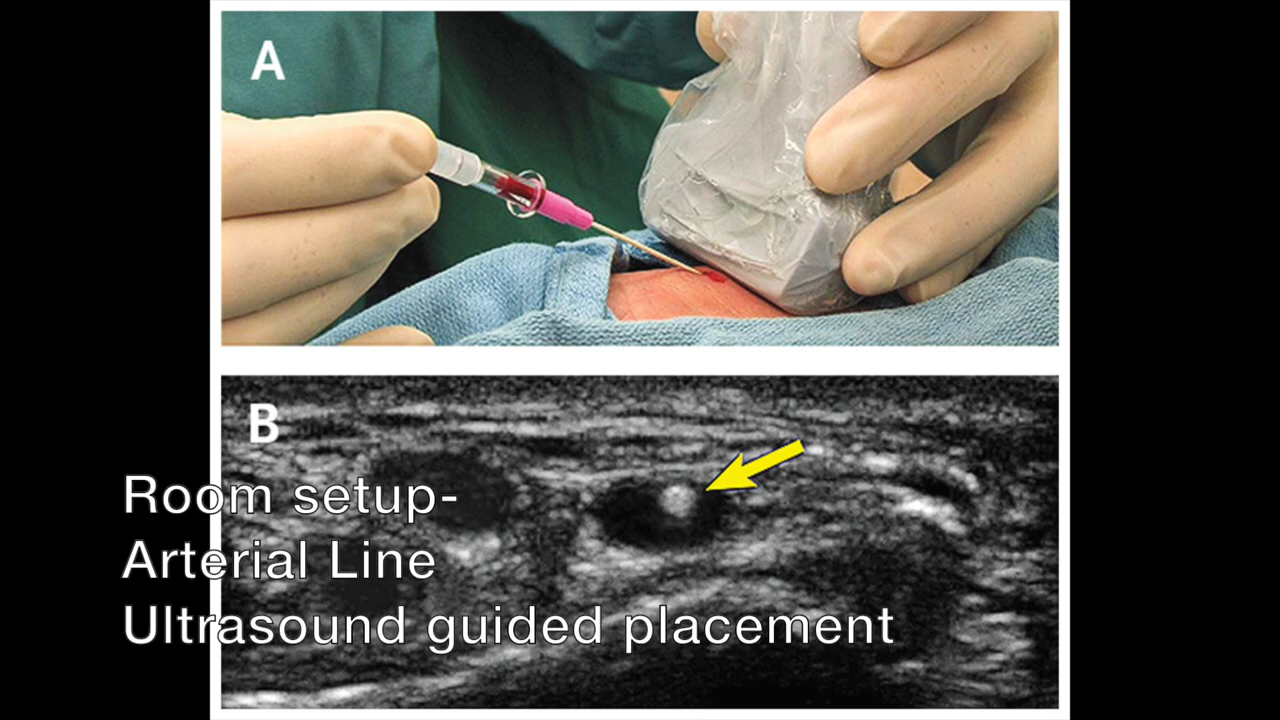 A
B
Room setup-
Arterial Line
Ultrasound guided placement